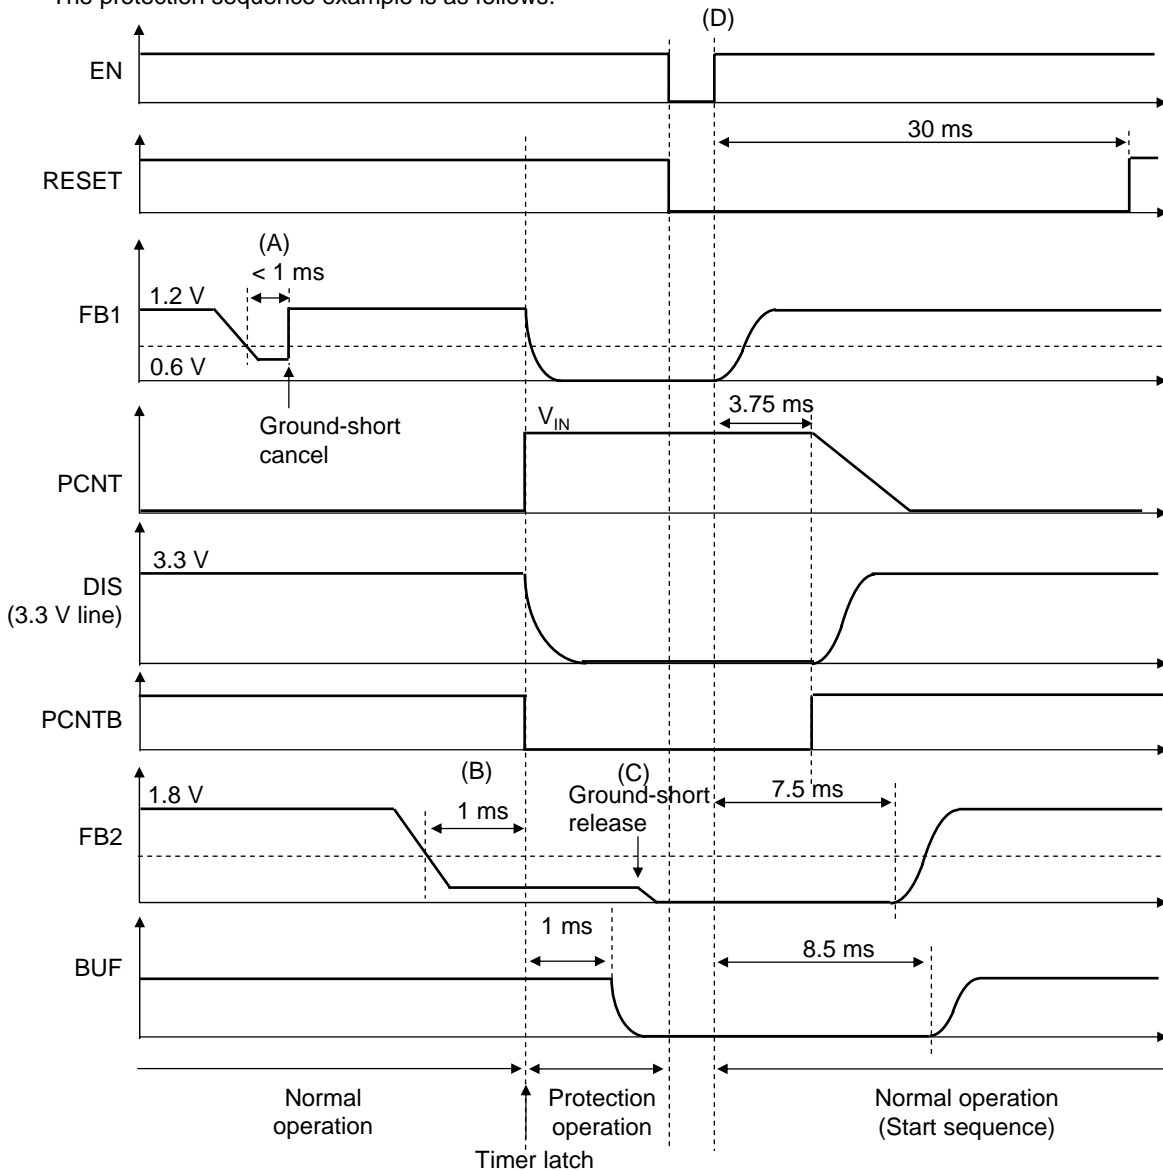 The protection sequence example is as follows.
(D)
EN
30 ms
RESET
(A)
< 1 ms
1.2 V
FB1
0.6 V
Ground-short
cancel
3.75 ms
VIN
PCNT
3.3 V
DIS
(3.3 V line)
PCNTB
(B)
(C)
1.8 V
1 ms
Ground-short
release
7.5 ms
FB2
1 ms
8.5 ms
BUF
Normal
operation
Protection
operation
Normal operation
(Start sequence)
Timer latch